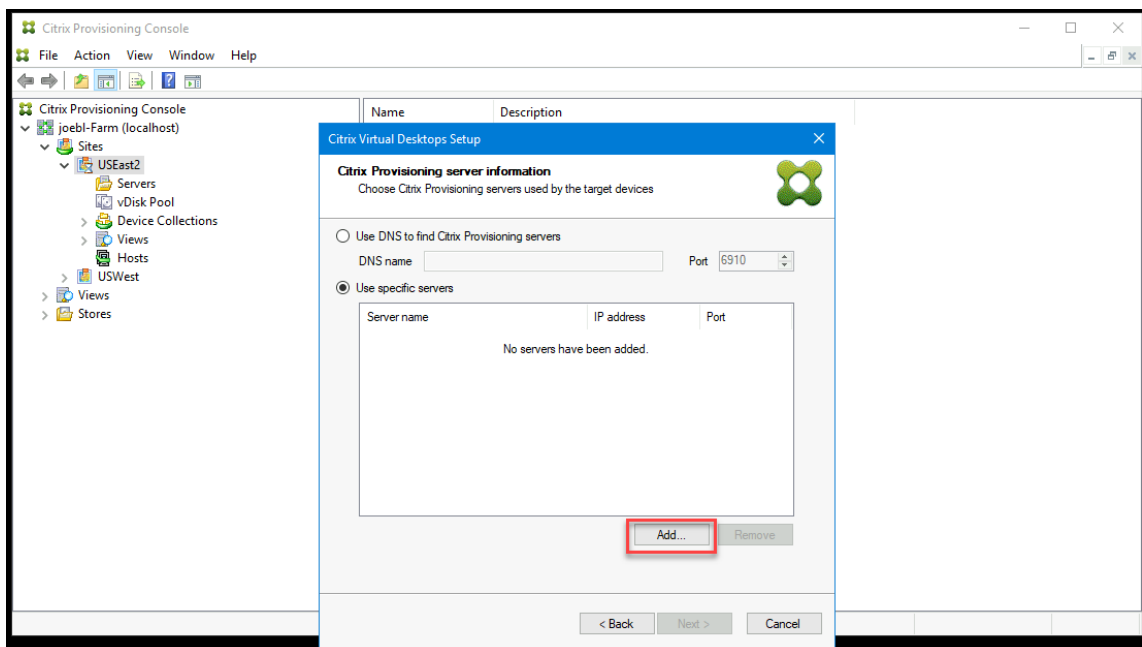 Citrix Provisioning Console
File Action View Window Help
Citrix Provisioning Console
joebl-Farm (localhost)
Sites
USEast2
Servers
vDisk Pool
Device Collections
Views
Hosts
USWest
Views
Stores
Name Description
Citrix Virtual Desktops Setup
Citrix Provisioning server information
Choose Citrix Provisioning servers used by the target devices
Use DNS to find Citrix Provisioning servers
DNS name Port 6910
Use specific servers
Server name IP address Port
No servers have been added.
Add... Remove
< Back Next > Cancel